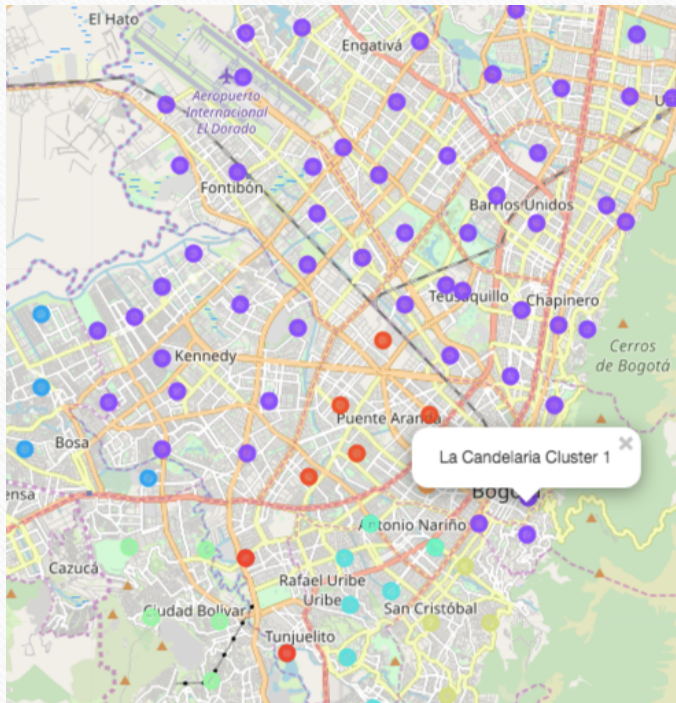 El Hato
Engativá
Aeropuerto
Internacional
El Dorado
Fontibón
Barrios Unidos
Teusaquillo
Chapinero
Cerros
de Bogotá
Kennedy
Puente Aranda
Bosa
La Candelaria Cluster 1
×
Antonio Nariño
Cazucá
Rafael Uribe
Uribe
Ciudad Bolívar
San Cristóbal
Tunjuelito